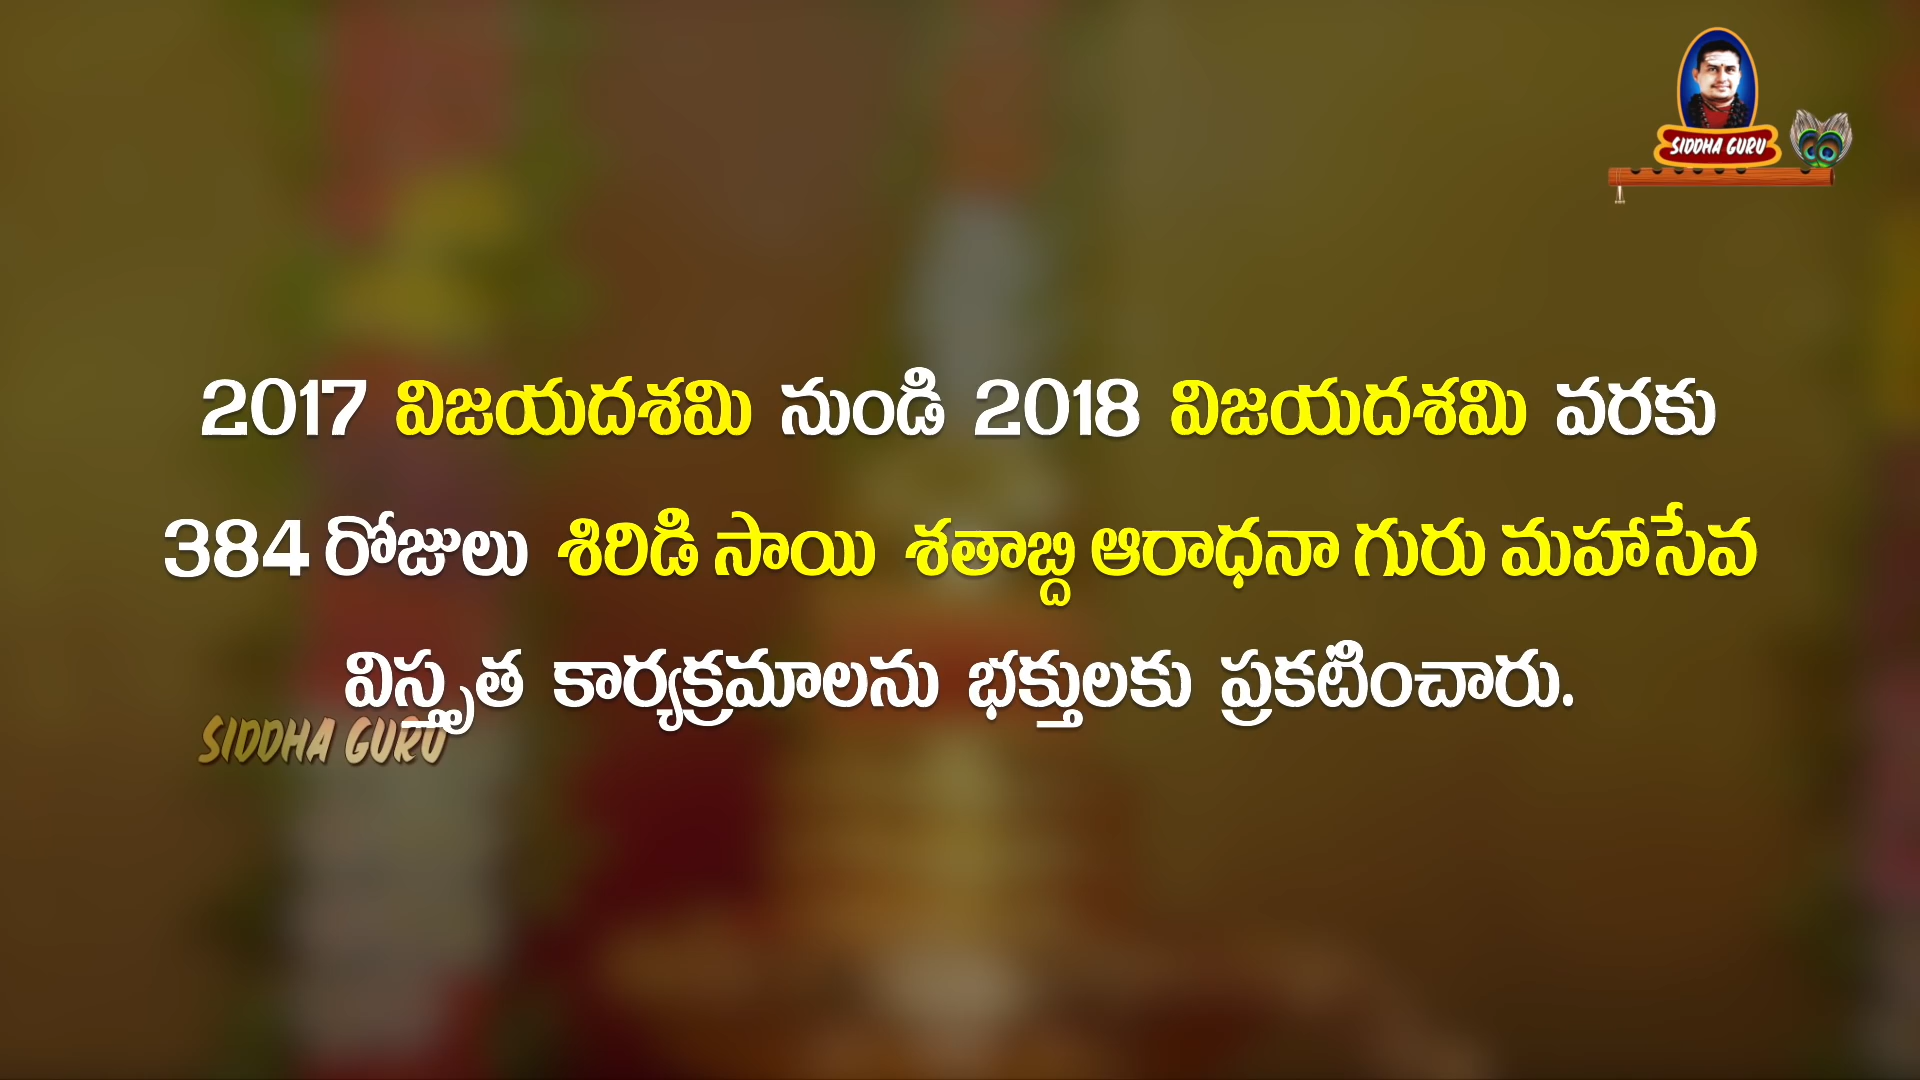 SIDDHA GURU
2017 విజయదశమి నుండి 2018 విజయదశమి వరకు
384 రోజులు శిరిడి సాయి శతాబ్ది ఆరాధనా గురు మహాసేవ
విస్తృత కార్యక్రమాలను భక్తులకు ప్రకటించారు.
SIDDHA GURU